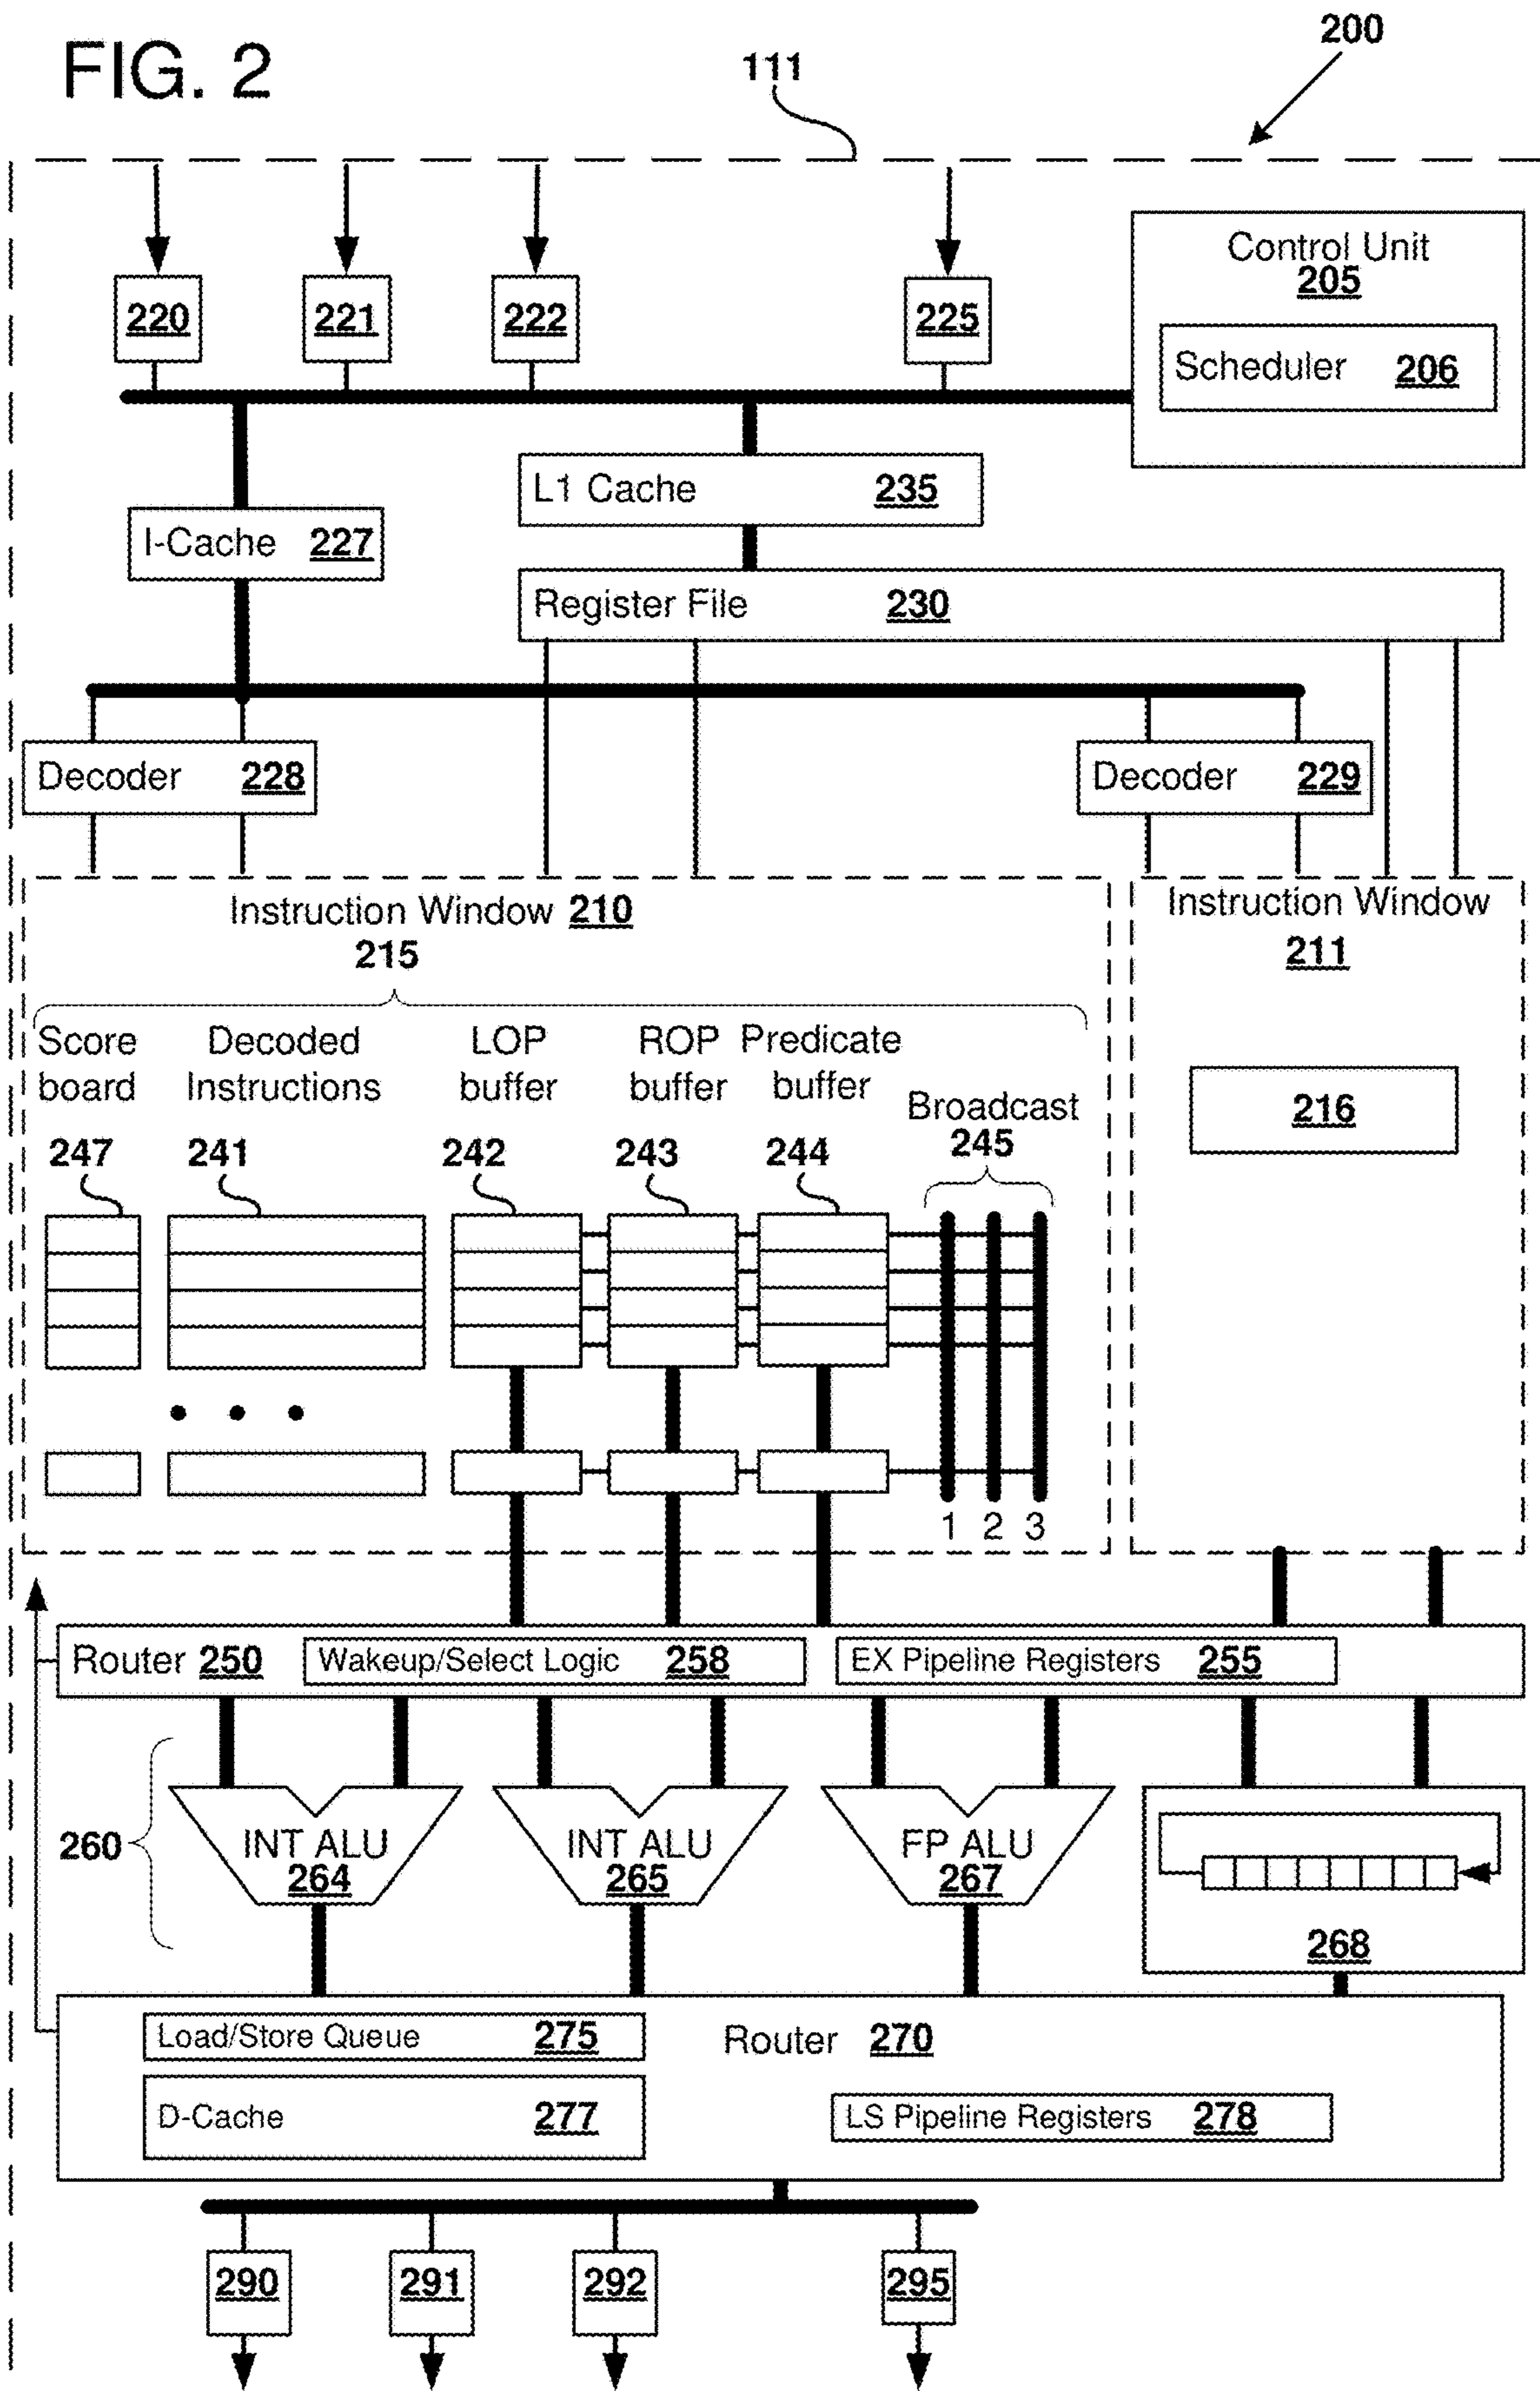 FIG. 2
200
111
Control Unit
205
220
221
222
225
Scheduler 206
L1 Cache 235
I-Cache 227
Register File 230
Decoder 228
Decoder 229
Instruction Window 210
Instruction Window
211
215
Score
board
Decoded
Instructions
LOP
buffer
ROP
buffer
Predicate
buffer
Broadcast
245
216
247
241
242
243
244
1 2 3
Router 250
Wakeup/Select Logic 258
EX Pipeline Registers 255
260
INT ALU
264
INT ALU
265
FP ALU
267
268
Load/Store Queue 275
Router 270
D-Cache 277
LS Pipeline Registers 278
290
291
292
295